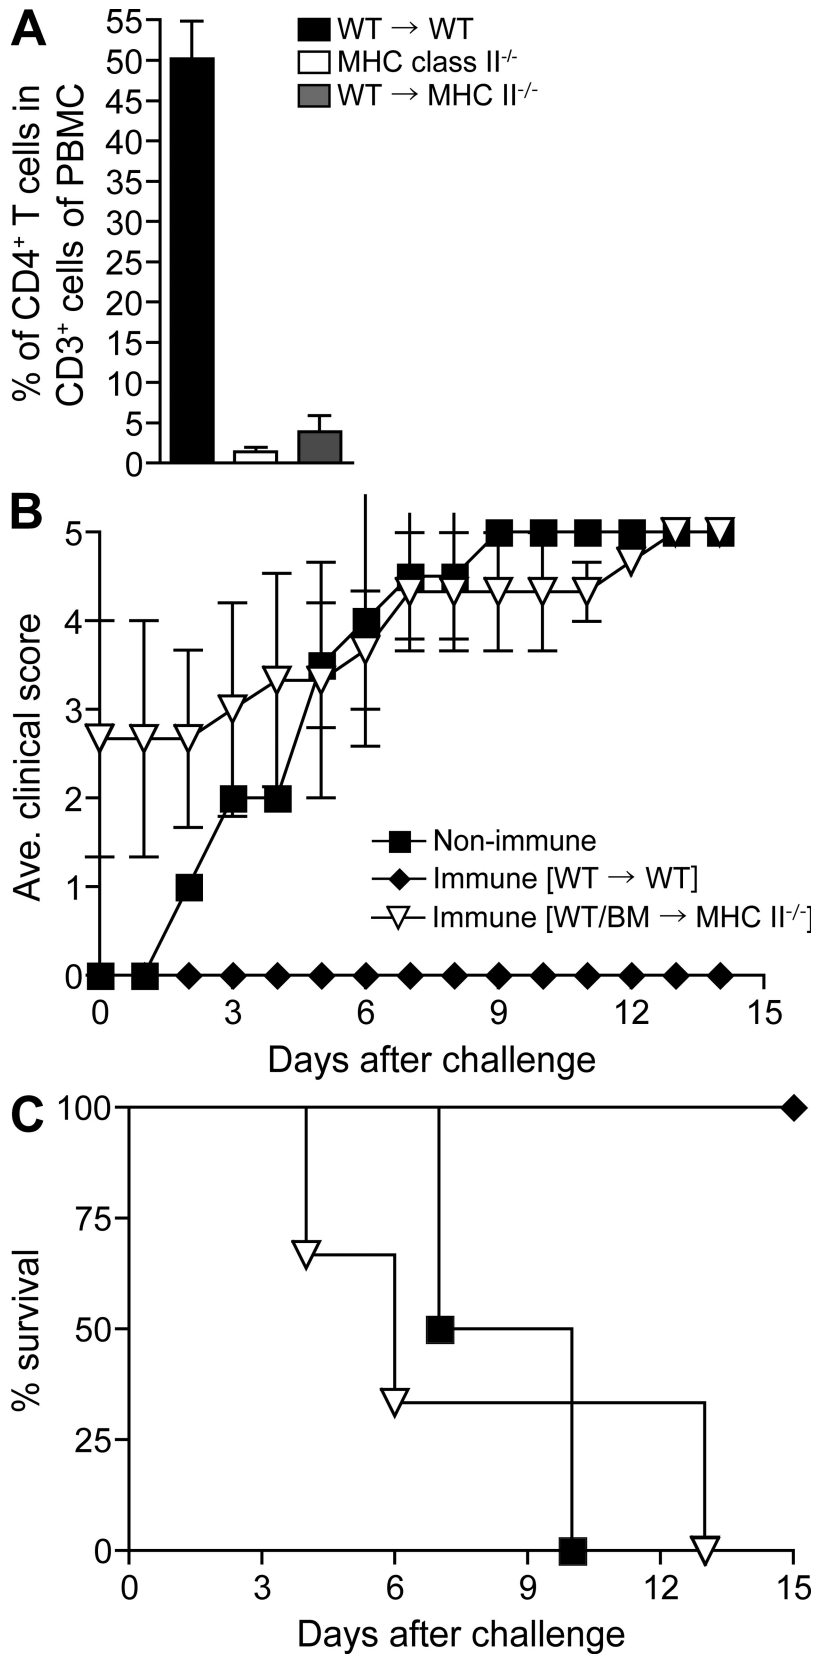 A
55
50
45
40
35
30
25
20
15
10
5
0
% of CD4+ T cells in
CD3+ cells of PBMC
WT → WT
MHC class II-/-
WT → MHC II-/-
B
5
4
3
2
1
0
Ave. clinical score
Non-immune
Immune [WT → WT]
Immune [WT/BM → MHC II-/-]
0 3 6 9 12 15
Days after challenge
C
100
75
50
25
0
% survival
0 3 6 9 12 15
Days after challenge